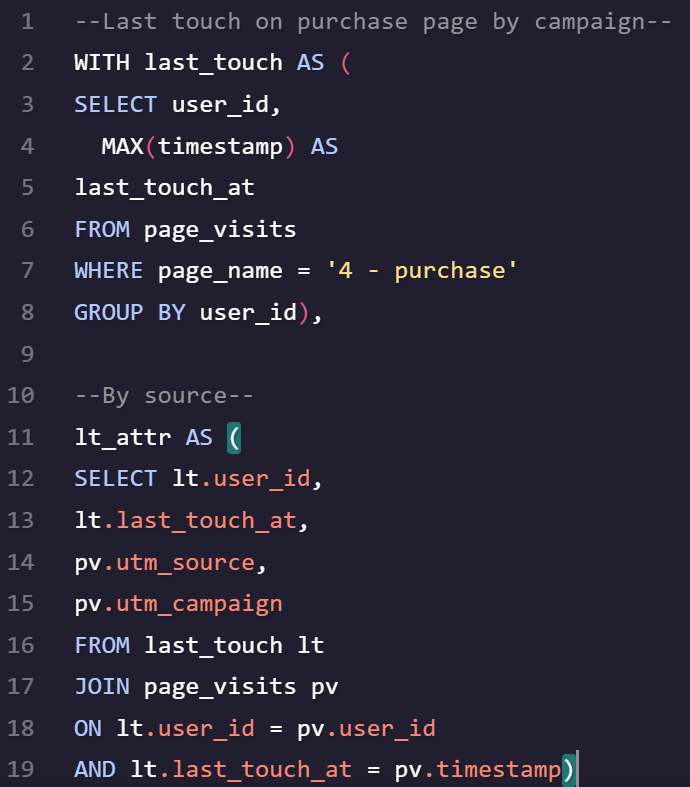 1 --Last touch on purchase page by campaign--
2 WITH last_touch AS (
3 SELECT user_id,
4   MAX(timestamp) AS
5 last_touch_at
6 FROM page_visits
7 WHERE page_name = '4 - purchase'
8 GROUP BY user_id),
9
10 --By source--
11 lt_attr AS (
12 SELECT lt.user_id,
13 lt.last_touch_at,
14 pv.utm_source,
15 pv.utm_campaign
16 FROM last_touch lt
17 JOIN page_visits pv
18 ON lt.user_id = pv.user_id
19 AND lt.last_touch_at = pv.timestamp)